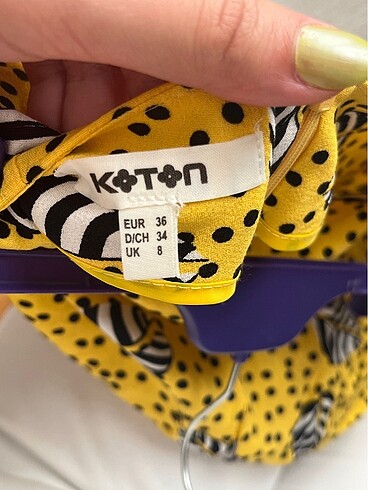 KOTON
EUR 36
D/CH 34
UK 8